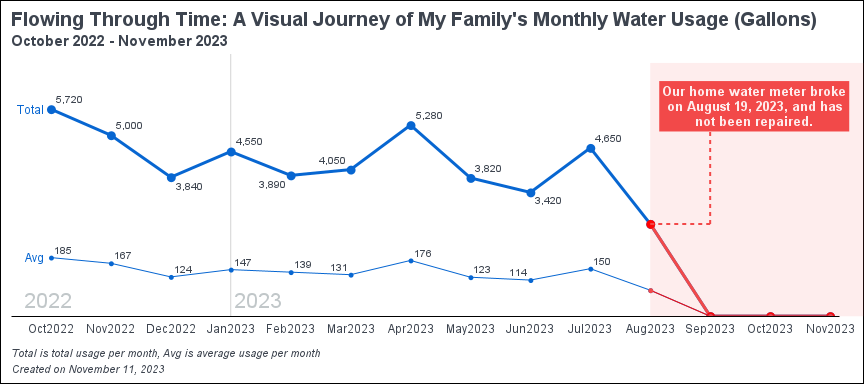 Flowing Through Time: A Visual Journey of My Family's Monthly Water Usage (Gallons)
October 2022 - November 2023
Our home water meter broke
on August 19, 2023, and has
not been repaired.
Total
5,720
5,000
3,840
4,550
3,890
4,050
5,280
3,820
3,420
4,650
Avg
185
167
124
147
139
131
176
123
114
150
2022
2023
Oct2022 Nov2022 Dec2022 Jan2023 Feb2023 Mar2023 Apr2023 May2023 Jun2023 Jul2023 Aug2023 Sep2023 Oct2023 Nov2023
Total is total usage per month, Avg is average usage per month
Created on November 11, 2023